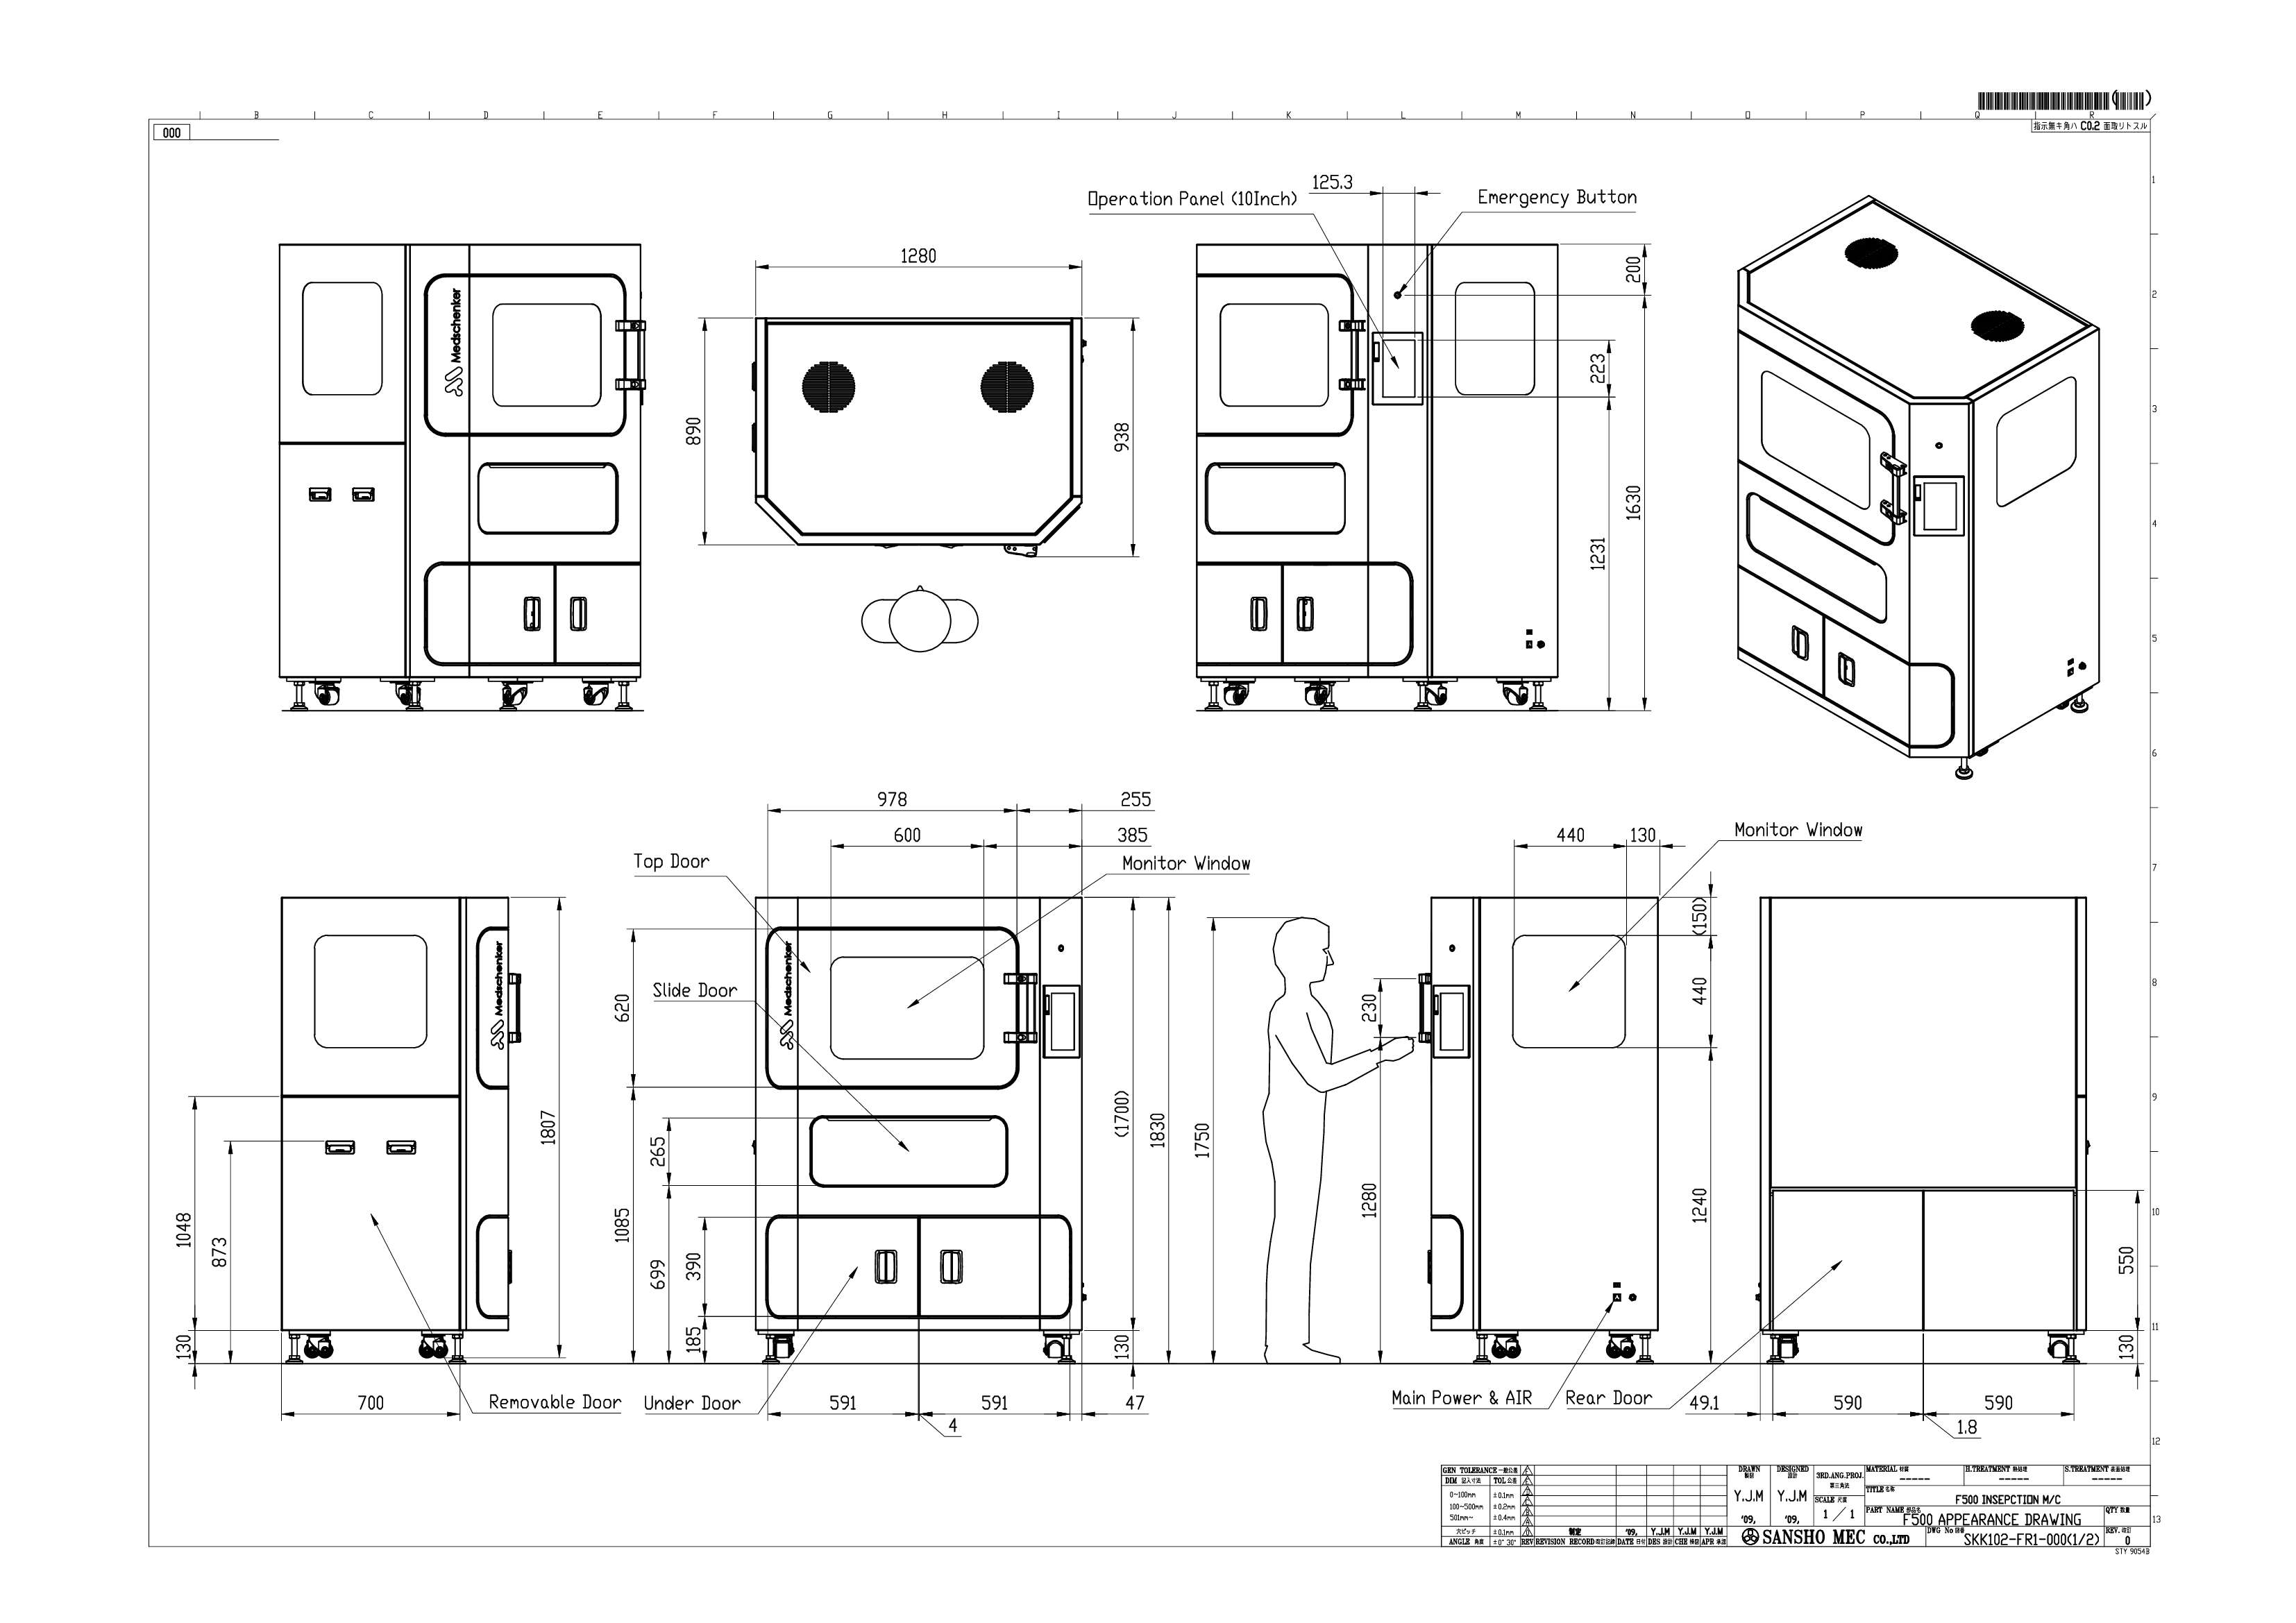 B C D E F G H I J K L M N O P Q R
000
指示無キ角ハ C0.2 面取リトスル
1
2
3
4
5
6
7
8
9
10
11
12
13
Medschenker
1280
890
938
Operation Panel (10Inch)
125.3
Emergency Button
200
223
1630
1231
978
255
600
385
Top Door
Monitor Window
Slide Door
440
130
Monitor Window
(150)
440
1240
Medschenker
1807
1048
873
130
700
Removable Door
Medschenker
620
1085
265
699
390
185
Under Door
591
591
4
47
(1700)
1830
130
1750
230
1280
Main Power & AIR
Rear Door
49.1
590
590
1.8
550
130
GEN TOLERANCE 一般公差
DIM 記入寸法 TOL 公差
0~100mm ±0.1mm
100~500mm ±0.2mm
501mm~ ±0.4mm
穴ピッチ ±0.1mm
ANGLE 角度 ±0° 30'
制定 '09, Y.J.M Y.J.M Y.J.M
REV REVISION RECORD 改訂記録 DATE 日付 DES 設計 CHE 検図 APR 承認
DRAWN 製図
Y.J.M
'09,
DESIGNED 設計
Y.J.M
'09,
3RD.ANG.PROJ.
第三角法
SCALE 尺度
1 / 1
MATERIAL 材質
-----
H.TREATMENT 熱処理
-----
S.TREATMENT 表面処理
-----
TITLE 名称
F500 INSEPCTION M/C
PART NAME 部品名
F500 APPEARANCE DRAWING
QTY 数量
SANSHO MEC CO.,LTD
DWG No 図番
SKK102-FR1-000(1/2)
REV. 改訂
0
STY 9054B